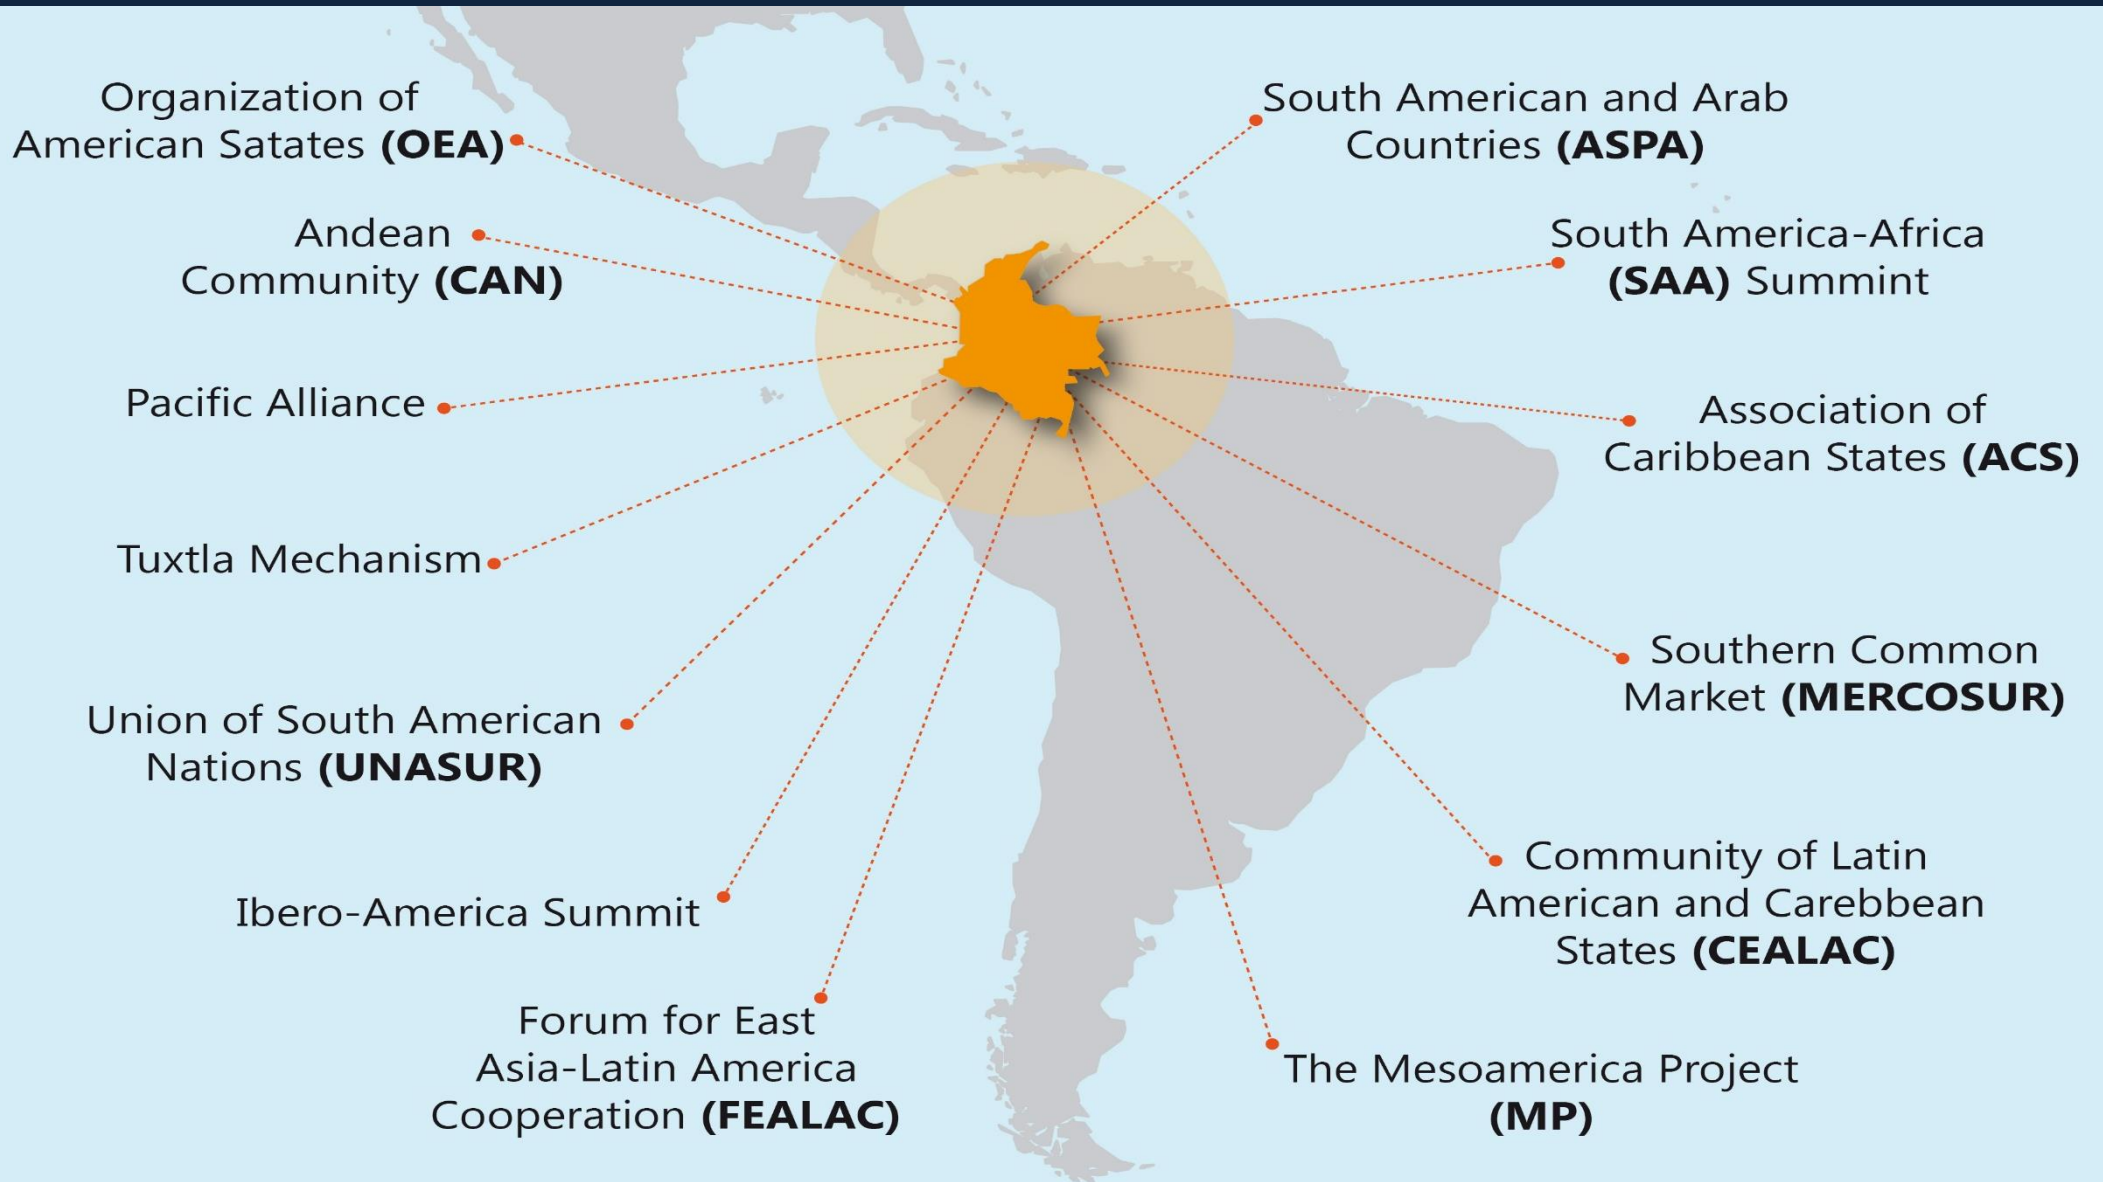 Organization of
American Satates (OEA)
Andean
Community (CAN)
Pacific Alliance
Tuxtla Mechanism
Union of South American
Nations (UNASUR)
Ibero-America Summit
Forum for East
Asia-Latin America
Cooperation (FEALAC)
South American and Arab
Countries (ASPA)
South America-Africa
(SAA) Summint
Association of
Caribbean States (ACS)
Southern Common
Market (MERCOSUR)
Community of Latin
American and Carebbean
States (CEALAC)
The Mesoamerica Project
(MP)